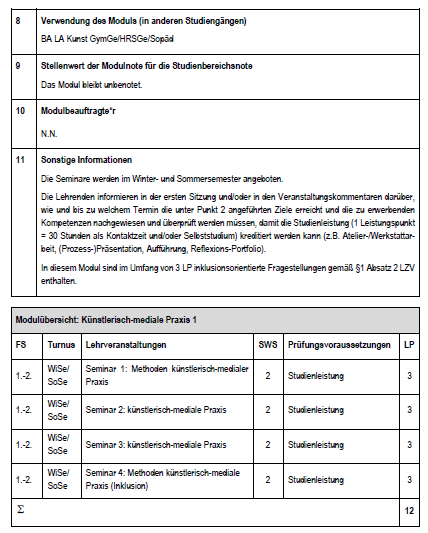 8 Verwendung des Moduls (in anderen Studiengängen)
BA LA Kunst GymGe/HRSGe/Sopäd
9 Stellenwert der Modulnote für die Studienbereichsnote
Das Modul bleibt unbenotet.
10 Modulbeauftragte*r
N.N.
11 Sonstige Informationen
Die Seminare werden im Winter- und Sommersemester angeboten.
Die Lehrenden informieren in der ersten Sitzung und/oder in den Veranstaltungskommentaren darüber,
wie und bis zu welchem Termin die unter Punkt 2 angeführten Ziele erreicht und die zu erwerbenden
Kompetenzen nachgewiesen und überprüft werden müssen, damit die Studienleistung (1 Leistungspunkt
= 30 Stunden als Kontaktzeit und/oder Selbststudium) kreditiert werden kann (z.B. Atelier-/Werkstattar-
beit, (Prozess-)Präsentation, Aufführung, Reflexions-Portfolio).
In diesem Modul sind im Umfang von 3 LP inklusionsorientierte Fragestellungen gemäß §1 Absatz 2 LZV
enthalten.
Modulübersicht: Künstlerisch-mediale Praxis 1
FS Turnus Lehrveranstaltungen SWS Prüfungsvoraussetzungen LP
1.-2. WiSe/ SoSe Seminar 1: Methoden künstlerisch-medialer
Praxis 2 Studienleistung 3
1.-2. WiSe/ SoSe Seminar 2: künstlerisch-mediale Praxis 2 Studienleistung 3
1.-2. WiSe/ SoSe Seminar 3: künstlerisch-mediale Praxis 2 Studienleistung 3
1.-2. WiSe/ SoSe Seminar 4: Methoden künstlerisch-mediale
Praxis (Inklusion) 2 Studienleistung 3
Σ 12